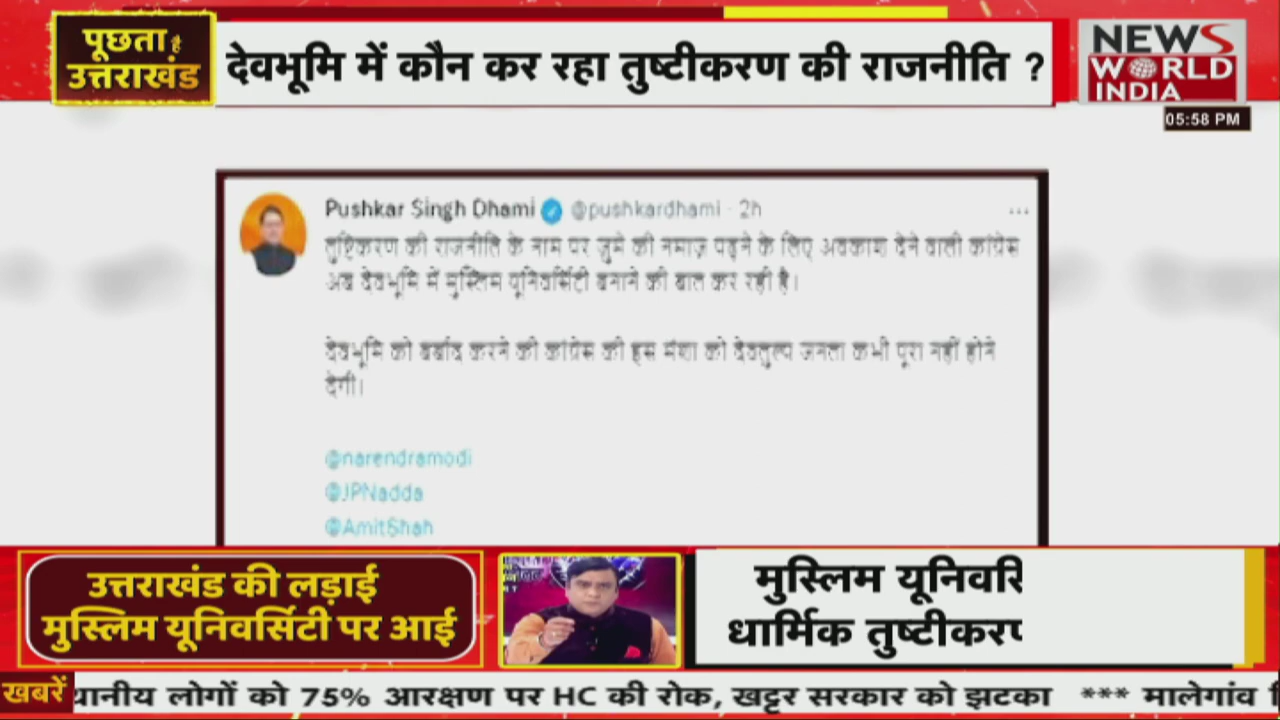 पूछता है
उत्तराखंड
देवभूमि में कौन कर रहा तुष्टीकरण की राजनीति ?
NEWS
WORLD
INDIA
05:58 PM
Pushkar Singh Dhami @pushkardhami · 2h
तुष्टिकरण की राजनीति के नाम पर जुमे की नमाज़ पढ़ने के लिए अवकाश देने वाली कांग्रेस
अब देवभूमि में मुस्लिम यूनिवर्सिटी बनाने की बात कर रही है।
देवभूमि को बर्बाद करने की कांग्रेस की इस मंशा को देवतुल्य जनता कभी पूरा नहीं होने
देगी।
@narendramodi
@JPNadda
@AmitShah
उत्तराखंड की लड़ाई
मुस्लिम यूनिवर्सिटी पर आई
मुस्लिम
धार्मिक
खबरें
लोगों को 75% आरक्षण पर HC की रोक, खट्टर सरकार को झटका *** मालेगांव